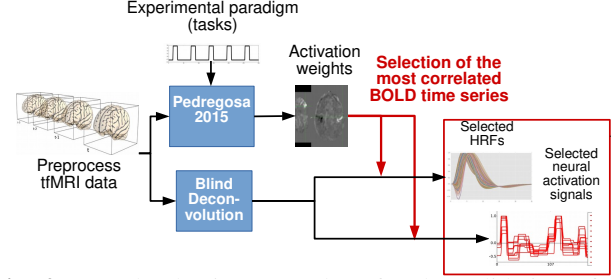 Experimental paradigm
(tasks)
Activation
weights
Selection of the
most correlated
BOLD time series
Pedregosa
2015
Preprocess
tfMRI data
Blind
Decon-
volution
Selected
HRFs
Selected
neural
activation
signals